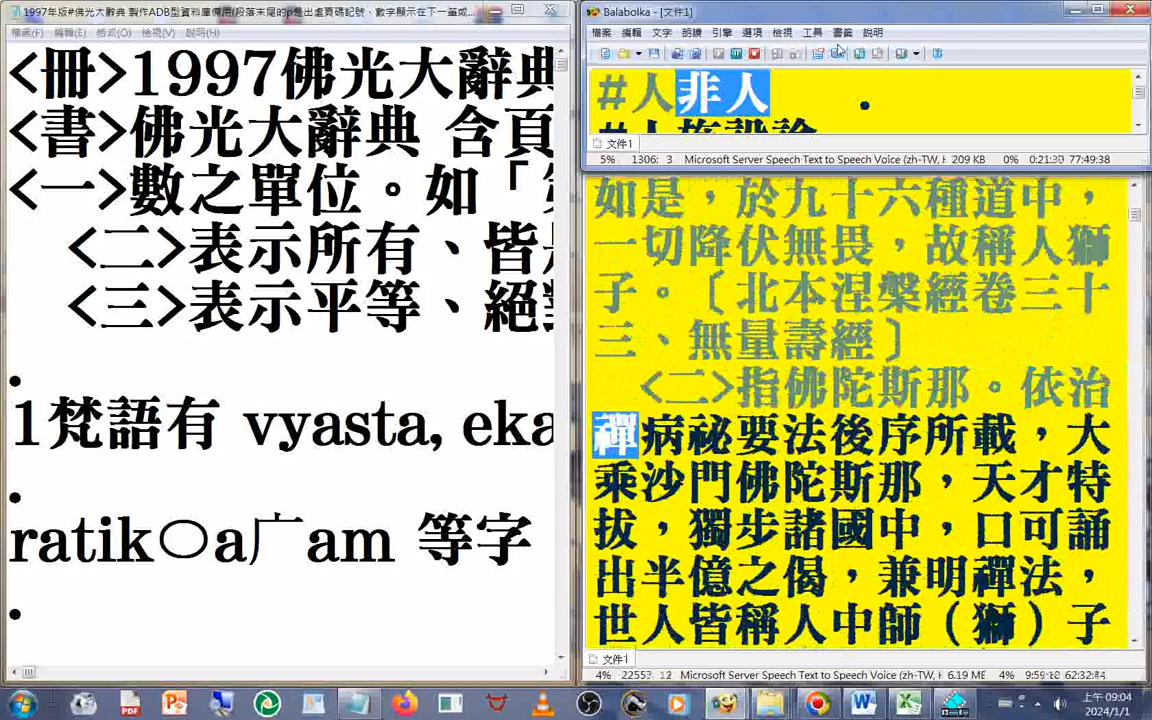 1997年版#佛光大辭典 製作ADB型資料庫備用(段落末尾的p是出處頁碼記號，數字顯示在下一筆或...
檔案(F) 編輯(E) 格式(O) 檢視(V) 說明(H)
<冊>1997佛光大辭典
<書>佛光大辭典 含頁
<一>數之單位。如「
<二>表示所有、皆
<三>表示平等、絕
.
1梵語有 vyasta, eka
.
ratik○a广am 等字
.
Balabolka - [文件1]
檔案 編輯 文字 朗讀 引擎 選項 檢視 工具 書籤 說明
#人非人
#人施設論
文件1
5% 1306: 3 Microsoft Server Speech Text to Speech Voice (zh-TW, H 209 KB 0% 0:21:30 77:49:38
如是，於九十六種道中，
一切降伏無畏，故稱人獅
子。〔北本涅槃經卷三十
三、無量壽經〕
<二>指佛陀斯那。依治
禪病祕要法後序所載，大
乘沙門佛陀斯那，天才特
拔，獨步諸國中，口可誦
出半億之偈，兼明禪法，
世人皆稱人中師（獅）子
文件1
4% 22557: 12 Microsoft Server Speech Text to Speech Voice (zh-TW, H 6.19 MB 4% 9:59:18 62:32:44
上午 09:04
2024/1/1